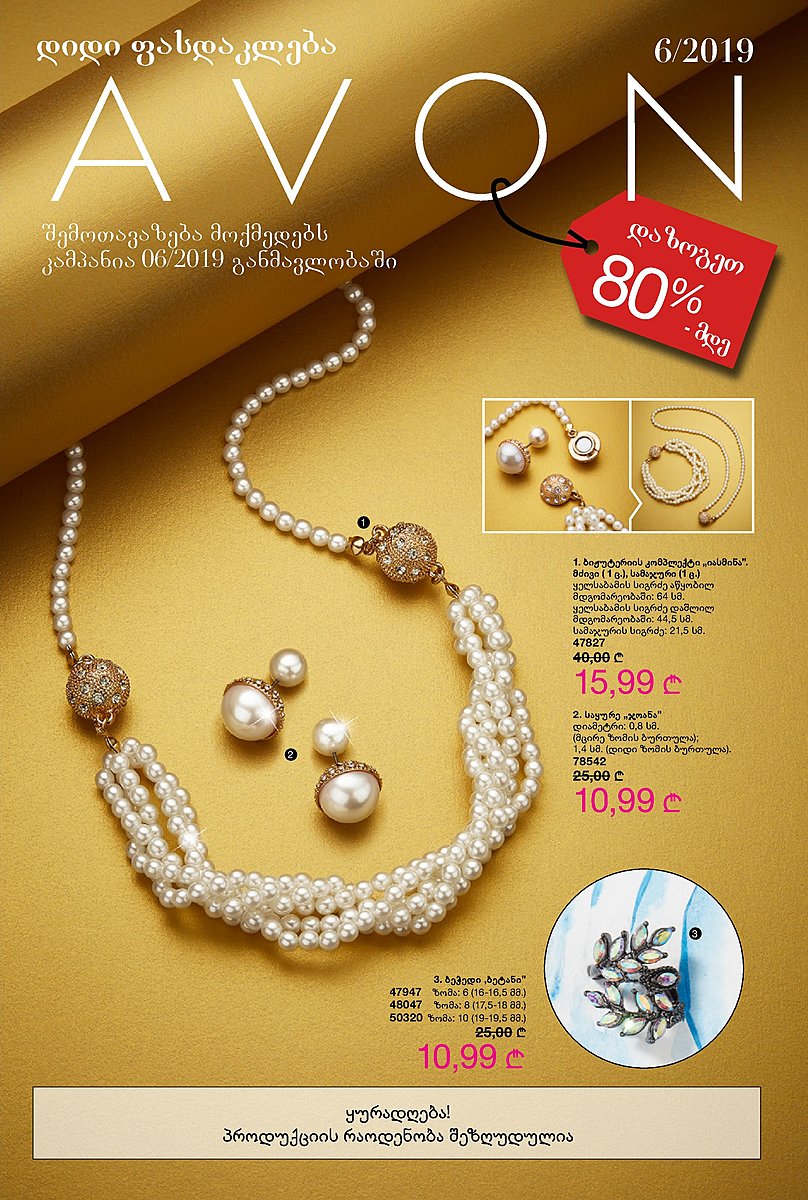 დიდი ფასდაკლება
6/2019
AVON
შემოთავაზება მოქმედებს
კამპანია 06/2019 განმავლობაში
დაზოგეთ
80%
- მდე
1
2
3
1. ბიჟუტერიის კომპლექტი „იასმინა“.
მძივი (1 ც.), სამაჯური (1 ც.)
ყელსაბამის სიგრძე აწყობილ
მდგომარეობაში: 64 სმ.
ყელსაბამის სიგრძე დაშლილ
მდგომარეობაში: 44,5 სმ.
სამაჯურის სიგრძე: 21,5 სმ.
47827
40,00 ₾
15,99 ₾
2. საყურე „ჯოანა”
დიამეტრი: 0,8 სმ.
(მცირე ზომის ბურთულა);
1,4 სმ. (დიდი ზომის ბურთულა).
78542
25,00 ₾
10,99 ₾
3. ბეჭედი „ბეტანი”
47947 ზომა: 6 (16-16,5 მმ.)
48047 ზომა: 8 (17,5-18 მმ.)
50320 ზომა: 10 (19-19,5 მმ.)
25,00 ₾
10,99 ₾
ყურადღება!
პროდუქციის რაოდენობა შეზღუდულია